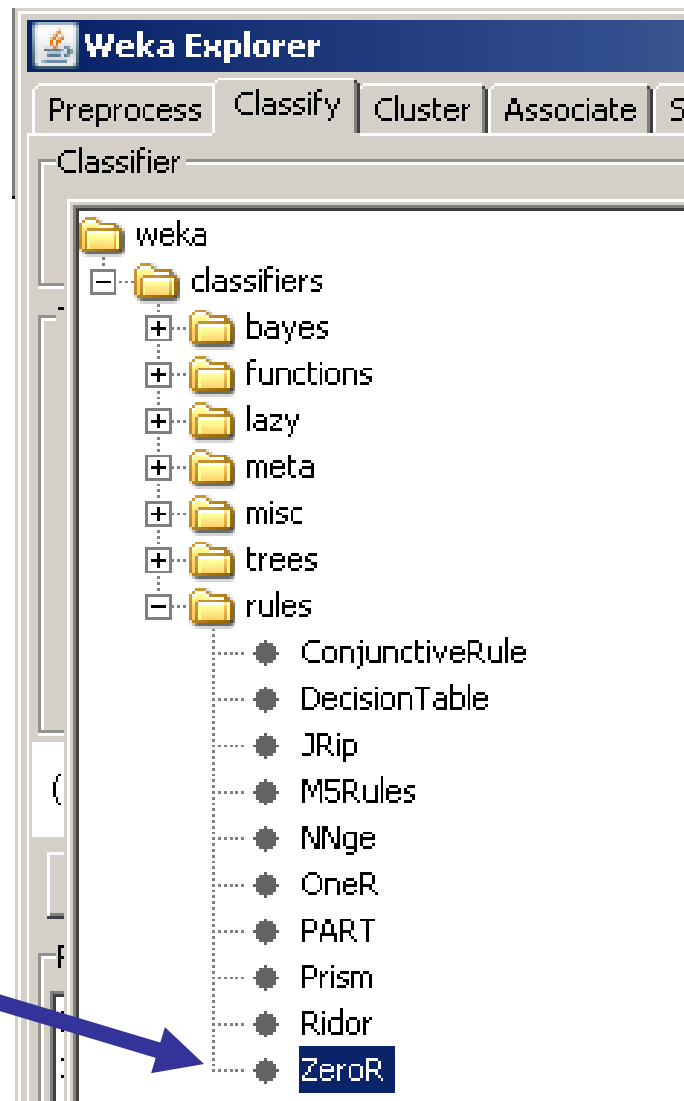 Weka Explorer
Preprocess Classify Cluster Associate S
Classifier
weka
classifiers
bayes
functions
lazy
meta
misc
trees
rules
ConjunctiveRule
DecisionTable
JRip
M5Rules
NNge
OneR
PART
Prism
Ridor
ZeroR